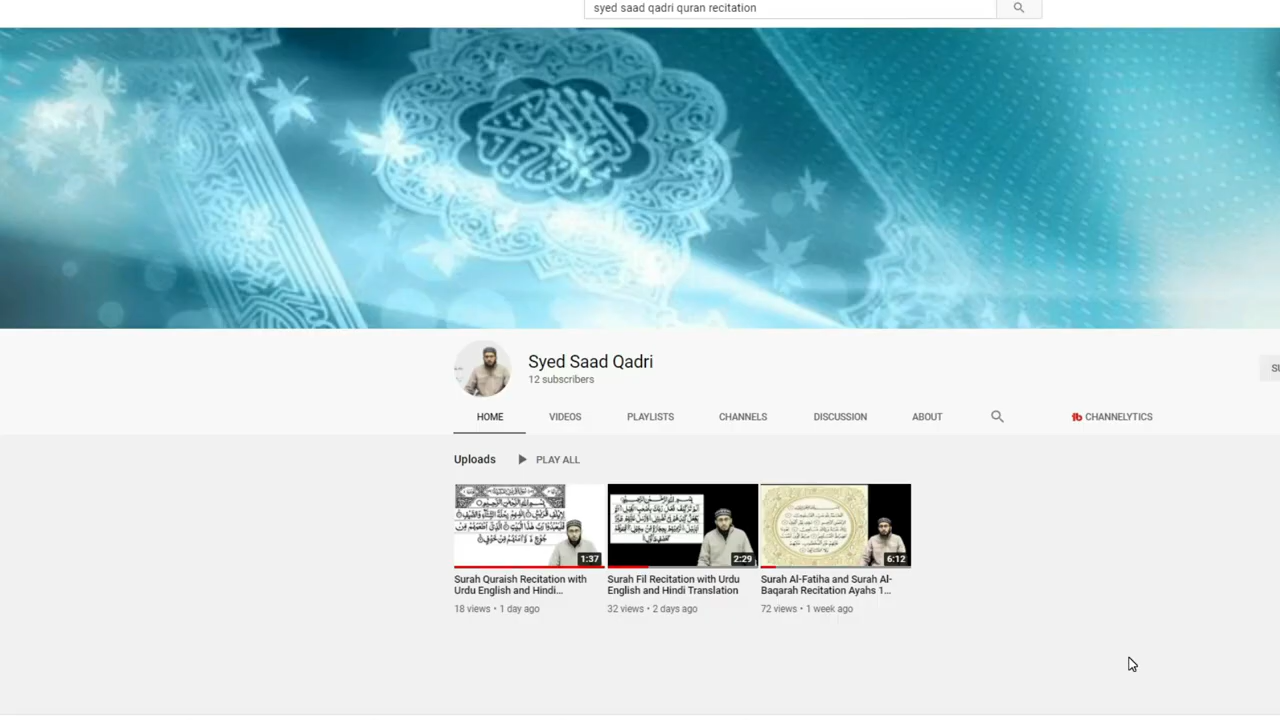 syed saad qadri quran recitation
Syed Saad Qadri
12 subscribers
HOME VIDEOS PLAYLISTS CHANNELS DISCUSSION ABOUT CHANNELYTICS
Uploads PLAY ALL
1:37 2:29 6:12
Surah Quraish Recitation with
Urdu English and Hindi...
18 views • 1 day ago
Surah Fil Recitation with Urdu
English and Hindi Translation
32 views • 2 days ago
Surah Al-Fatiha and Surah Al-
Baqarah Recitation Ayahs 1...
72 views • 1 week ago